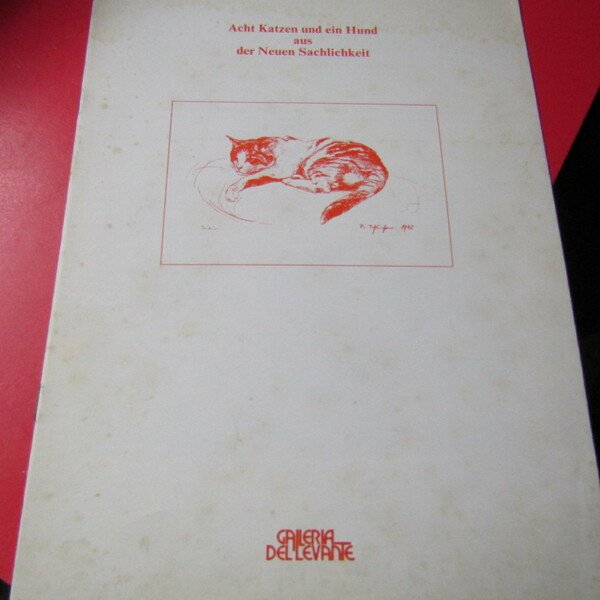 Acht Katzen und ein Hund
aus
der Neuen Sachlichkeit
GALLERIA
DEL LEVANTE